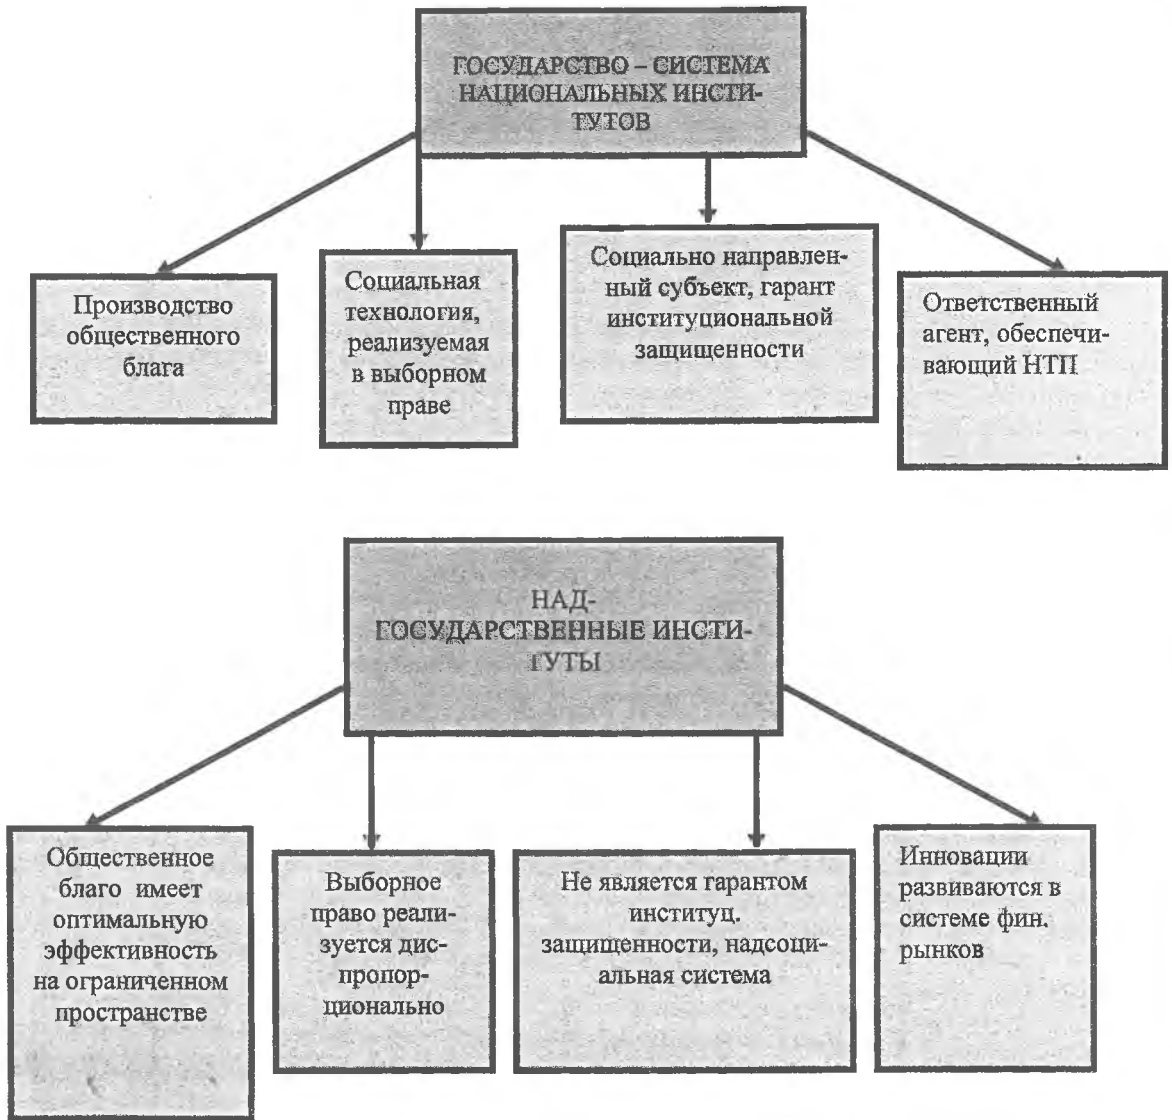 ГОСУДАРСТВО – СИСТЕМА
НАЦИОНАЛЬНЫХ ИНСТИ-
ТУТОВ
Производство
общественного
блага
Социальная
технология,
реализуемая
в выборном
праве
Социально направлен-
ный субъект, гарант
институциональной
защищенности
Ответственный
агент, обеспечи-
вающий НТП
НАД-
ГОСУДАРСТВЕННЫЕ ИНСТИ-
ТУТЫ
Общественное
благо имеет
оптимальную
эффективность
на ограниченном
пространстве
Выборное
право реали-
зуется дис-
пропор-
ционально
Не является гарантом
институц.
защищенности, надсоци-
альная система
Инновации
развиваются в
системе фин.
рынков